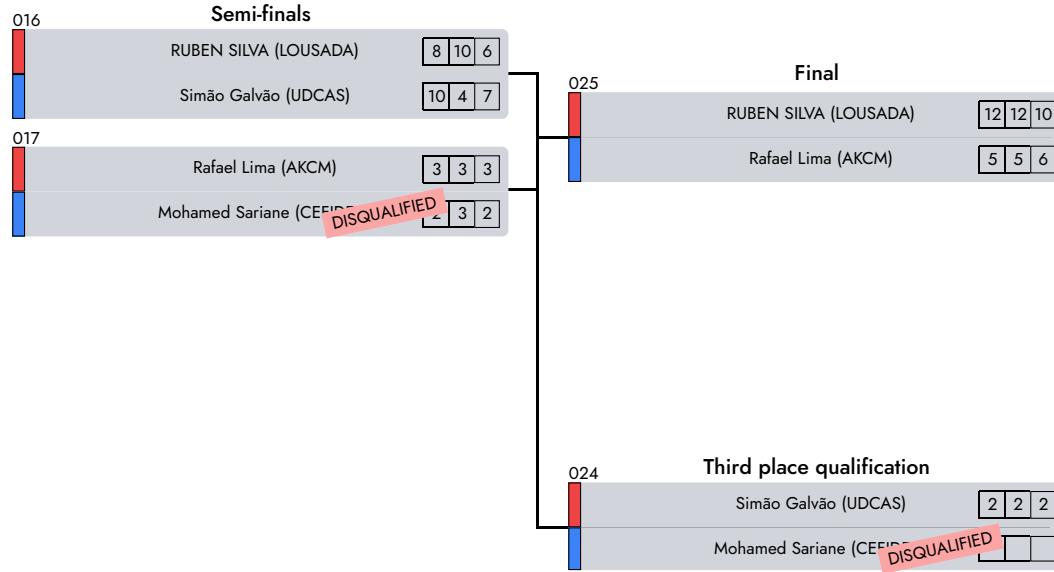 Semi-finals
016
RUBEN SILVA (LOUSADA) 8 10 6
Simão Galvão (UDCAS) 10 4 7
017
Rafael Lima (AKCM) 3 3 3
Mohamed Sariane DISQUALIFIED 2 3 2
Final
025
RUBEN SILVA (LOUSADA) 12 12 10
Rafael Lima (AKCM) 5 5 6
Third place qualification
024
Simão Galvão (UDCAS) 2 2 2
Mohamed Sariane DISQUALIFIED